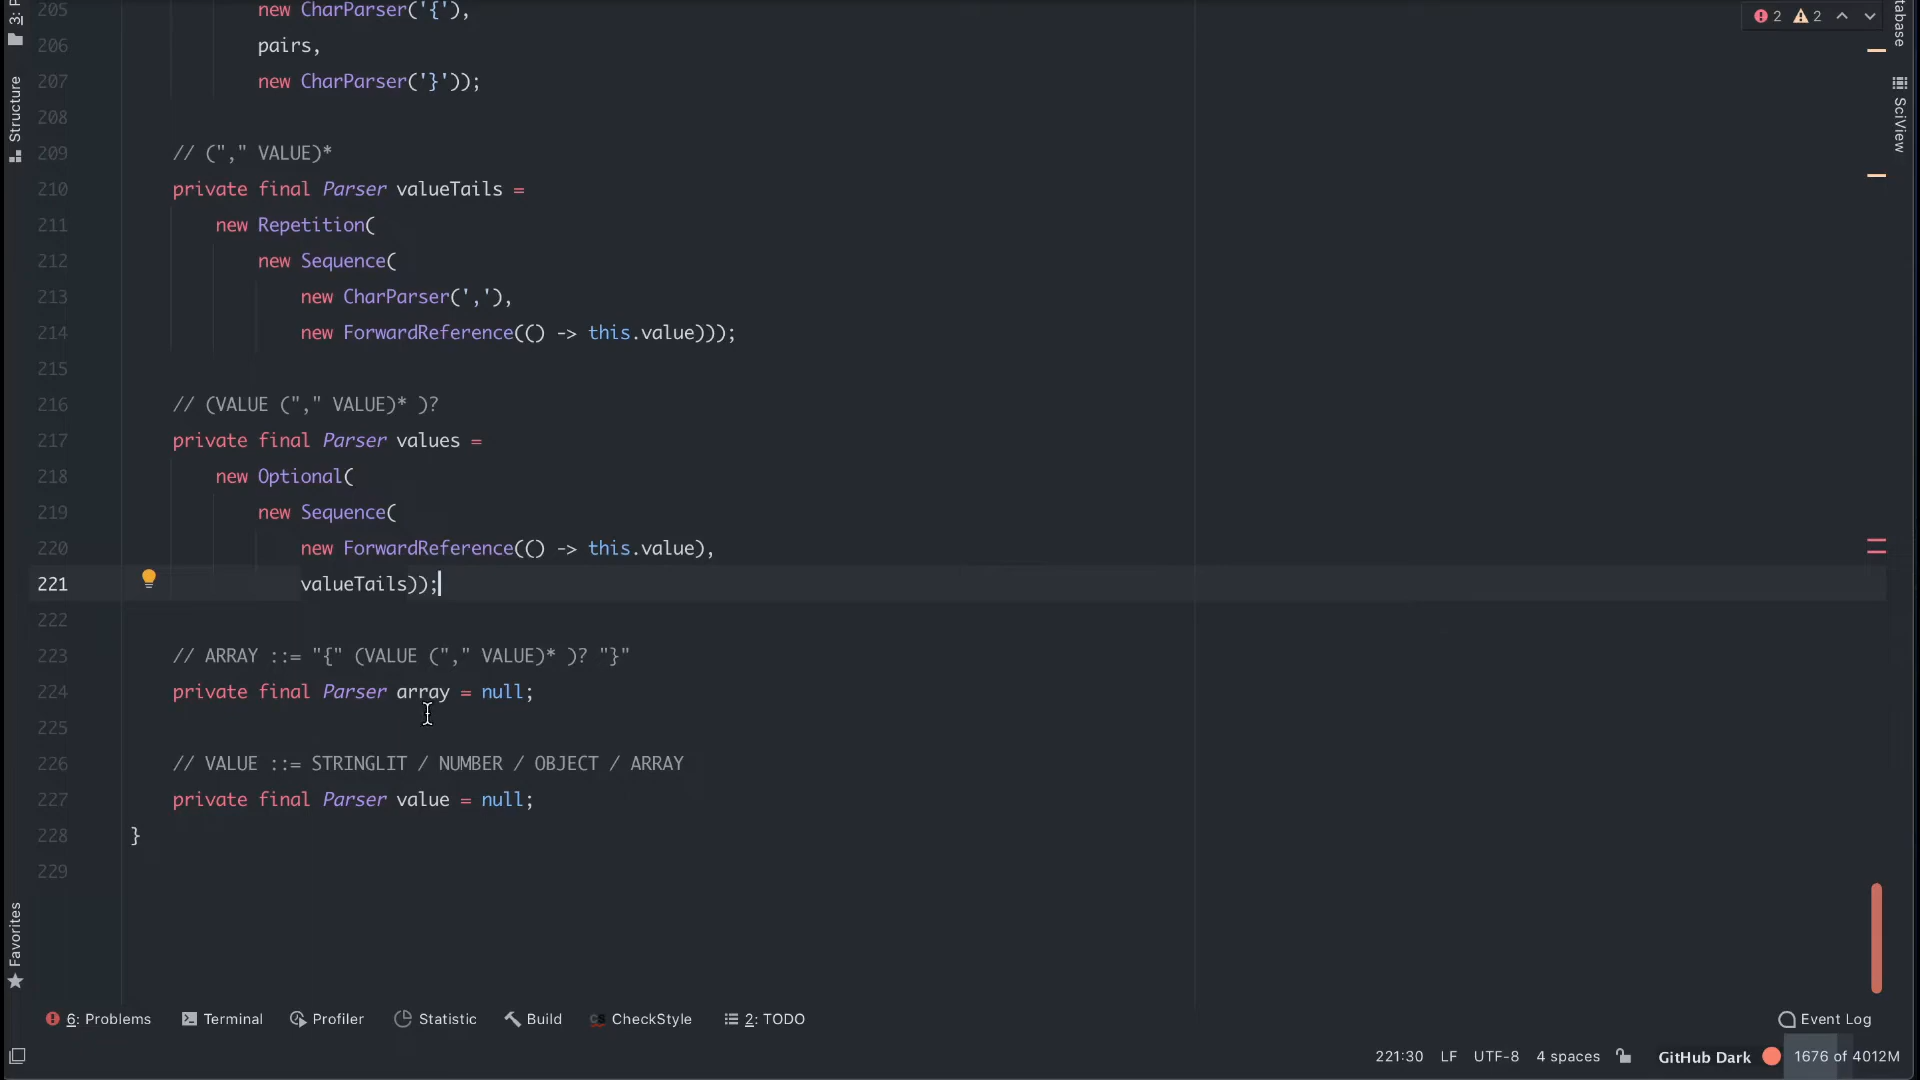 3: P
Structure
Favorites
tabase
SciView
2 2
205 new CharParser('{'),
206 pairs,
207 new CharParser('}'));
208
209 // ("," VALUE)*
210 private final Parser valueTails =
211 new Repetition(
212 new Sequence(
213 new CharParser(','),
214 new ForwardReference(() -> this.value)));
215
216 // (VALUE ("," VALUE)* )?
217 private final Parser values =
218 new Optional(
219 new Sequence(
220 new ForwardReference(() -> this.value),
221 valueTails));
222
223 // ARRAY ::= "{" (VALUE ("," VALUE)* )? "}"
224 private final Parser array = null;
225
226 // VALUE ::= STRINGLIT / NUMBER / OBJECT / ARRAY
227 private final Parser value = null;
228 }
229
6: Problems Terminal Profiler Statistic Build CheckStyle 2: TODO Event Log
221:30 LF UTF-8 4 spaces GitHub Dark 1676 of 4012M